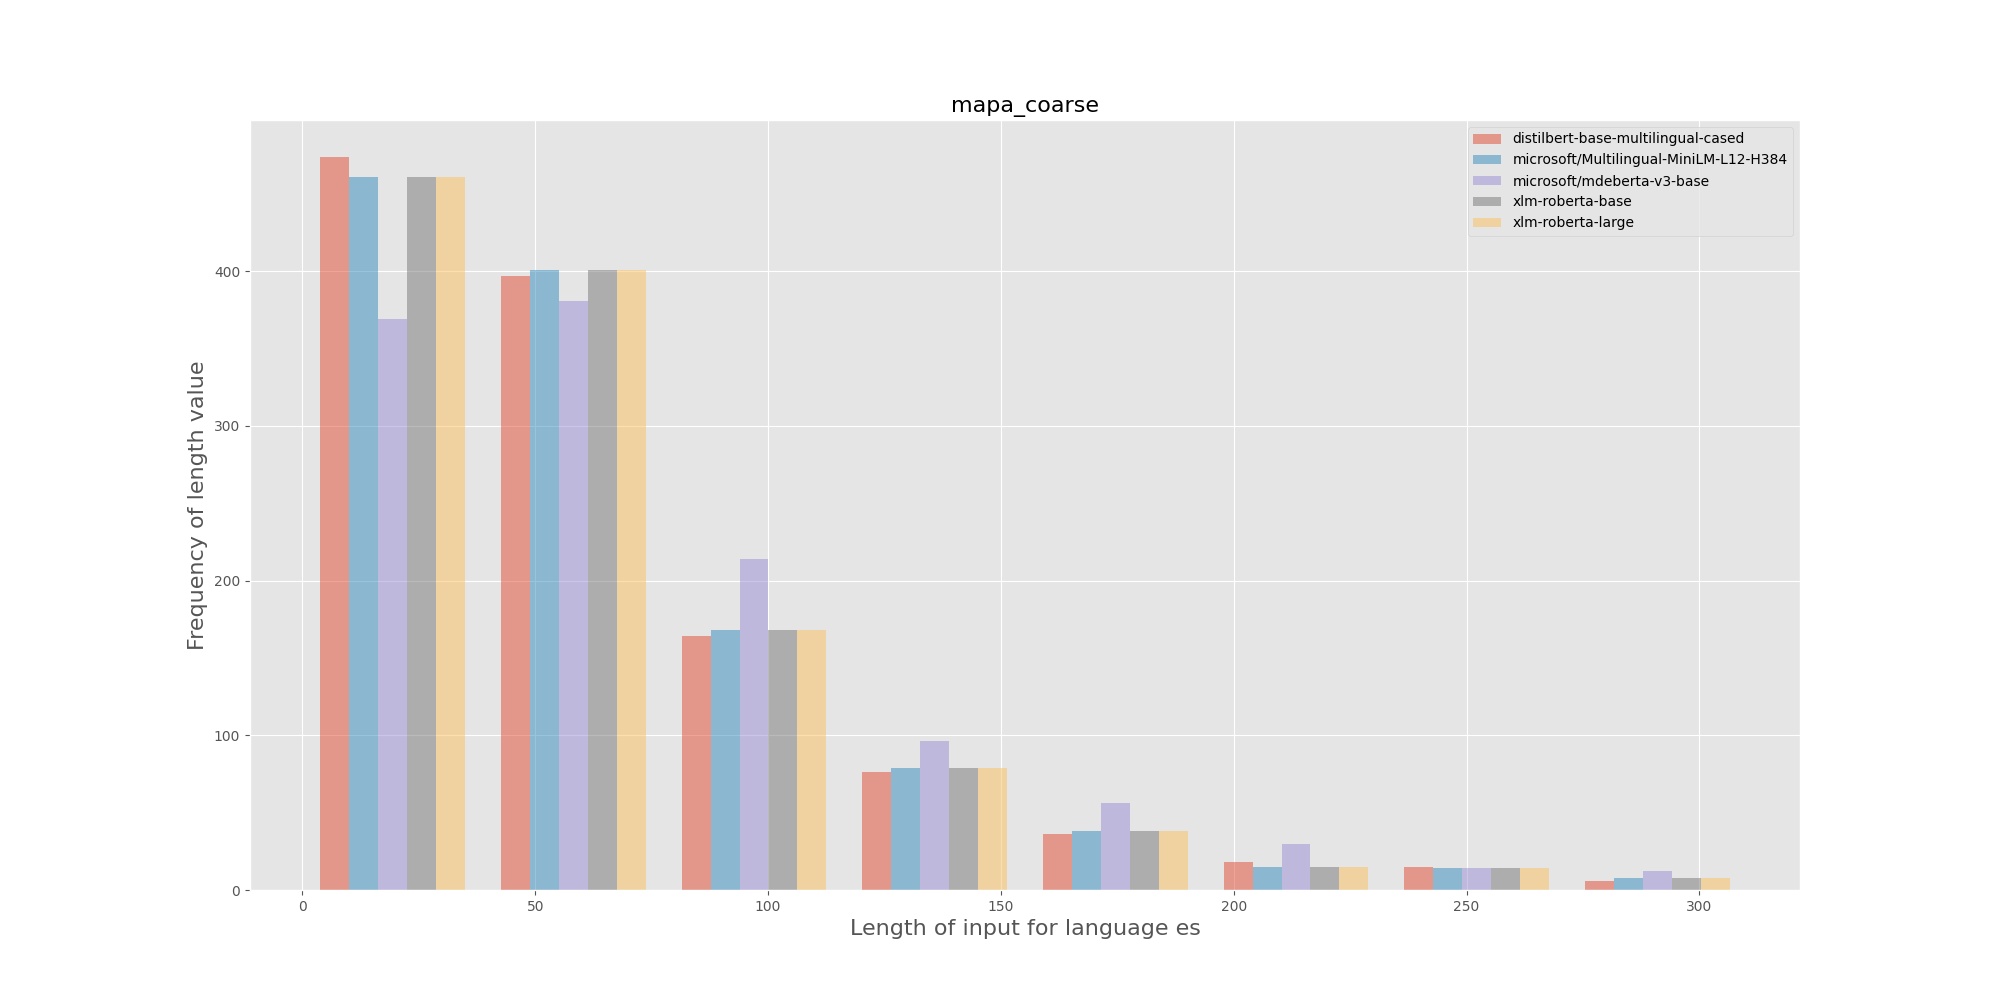 mapa_coarse
distilbert-base-multilingual-cased
microsoft/Multilingual-MiniLM-L12-H384
microsoft/mdeberta-v3-base
xlm-roberta-base
xlm-roberta-large
Frequency of length value
400
300
200
100
0
0 50 100 150 200 250 300
Length of input for language es